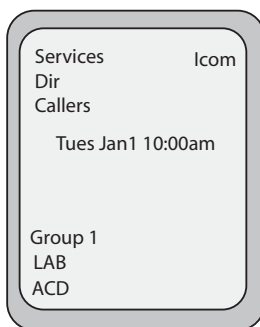 Services Icom
Dir
Callers
Tues Jan1 10:00am
Group 1
LAB
ACD